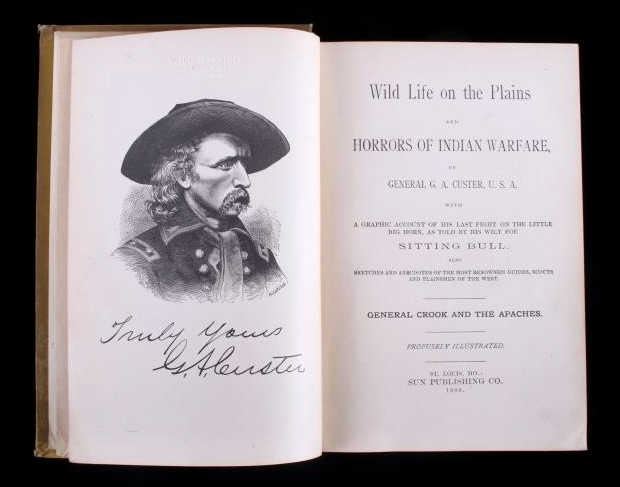 Truly Yours
G. A. Custer
Wild Life on the Plains
AND
HORRORS OF INDIAN WARFARE,
BY
GENERAL G. A. CUSTER, U. S. A.
WITH
A GRAPHIC ACCOUNT OF HIS LAST FIGHT ON THE LITTLE
BIG HORN, AS TOLD BY HIS WILY FOE
SITTING BULL.
ALSO
SKETCHES AND ANECDOTES OF THE MOST RENOWNED GUIDES, SCOUTS
AND PLAINSMEN OF THE WEST.
GENERAL CROOK AND THE APACHES.
PROFUSELY ILLUSTRATED.
ST. LOUIS, MO.:
SUN PUBLISHING CO.